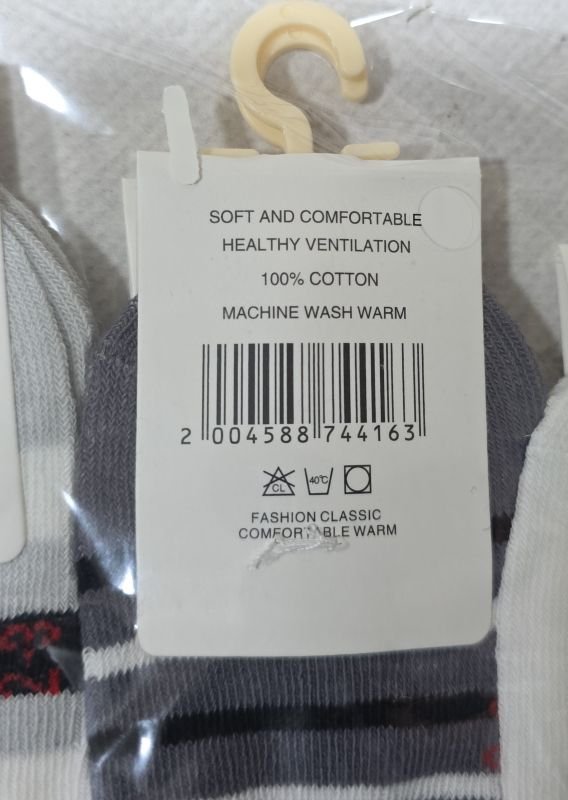 SOFT AND COMFORTABLE
HEALTHY VENTILATION
100% COTTON
MACHINE WASH WARM
2 004588 744163
CL 40℃
FASHION CLASSIC
COMFORTABLE WARM